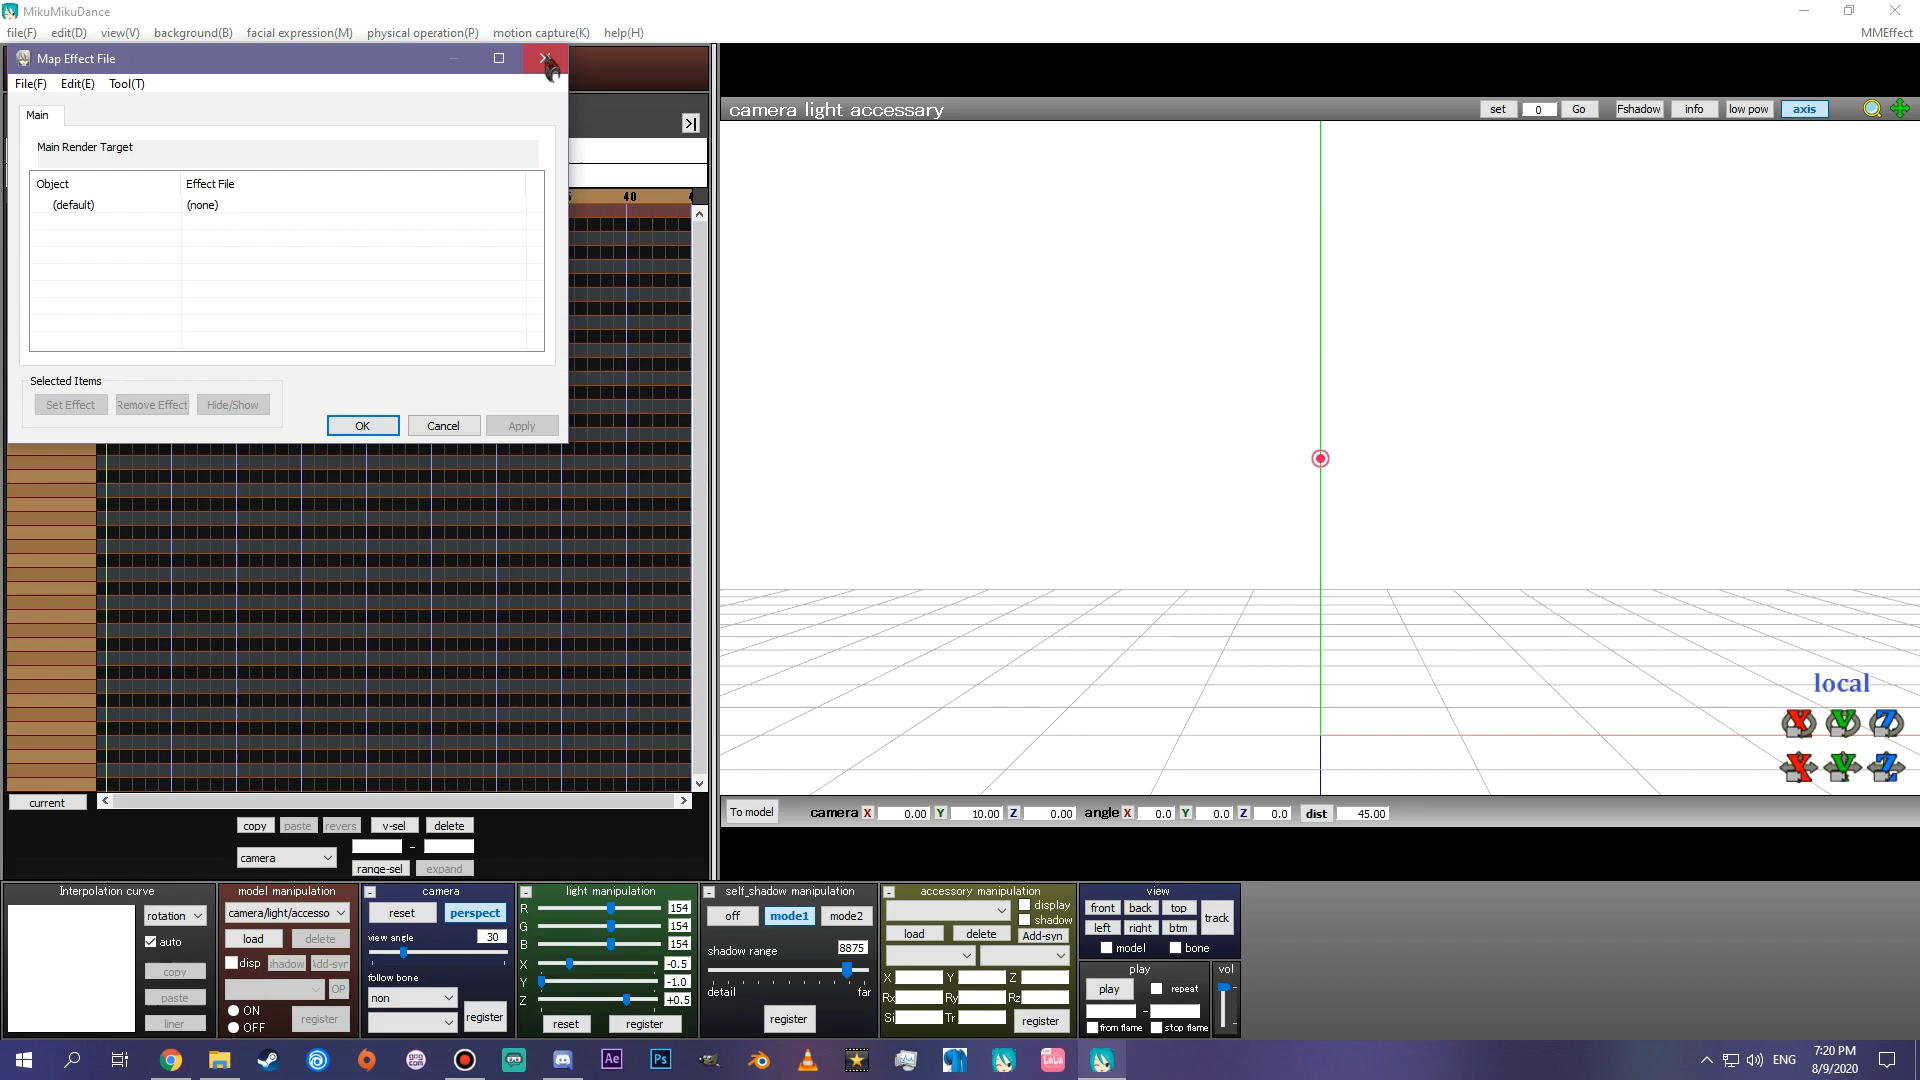 MikuMikuDance
file(F) edit(D) view(V) background(B) facial expression(M) physical operation(P) motion capture(K) help(H) MMEffect
Map Effect File
File(F) Edit(E) Tool(T)
Main
Main Render Target
Object Effect File
(default) (none)
Selected Items
Set Effect Remove Effect Hide/Show
OK Cancel Apply
40
camera light accessary set 0 Go Fshadow info low pow axis
local
X Y Z
X Y Z
current
To model camera X 0.00 Y 10.00 Z 0.00 angle X 0.0 Y 0.0 Z 0.0 dist 45.00
copy paste revers v-sel delete
-
camera
range-sel expand
Interpolation curve
rotation
auto
copy
paste
liner
model manipulation
camera/light/accesso
load delete
disp shadow Add-syn
OP
ON
OFF
register
- camera
reset perspect
view angle 30
follow bone
non
register
- light manipulation
R 154
G 154
B 154
X -0.5
Y -1.0
Z +0.5
reset register
- self_shadow manipulation
off mode1 mode2
shadow range 8875
detail far
register
- accessory manipulation
display
shadow
load delete Add-syn
X Y Z
Rx Ry Rz
Si Tr register
view
front back top
left right btm
track
model bone
play
play repeat
-
from flame stop flame
vol
Ae Ps
ENG
7:20 PM
8/9/2020